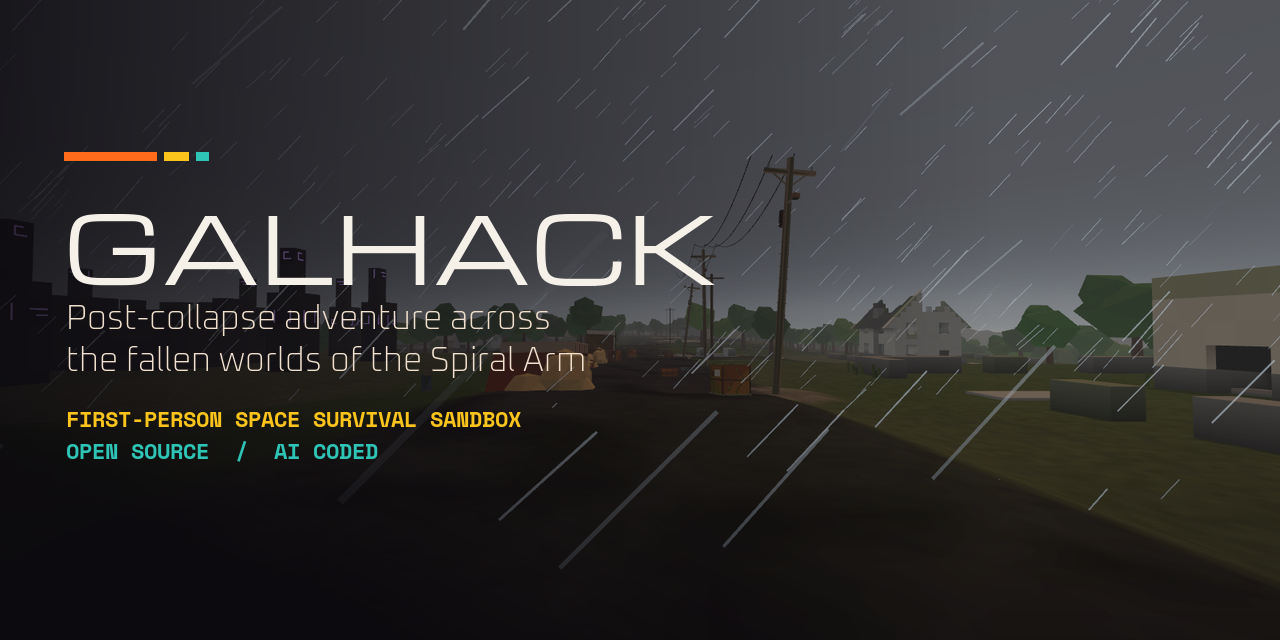 GALHACK
Post-collapse adventure across
the fallen worlds of the Spiral Arm
FIRST-PERSON SPACE SURVIVAL SANDBOX
OPEN SOURCE / AI CODED